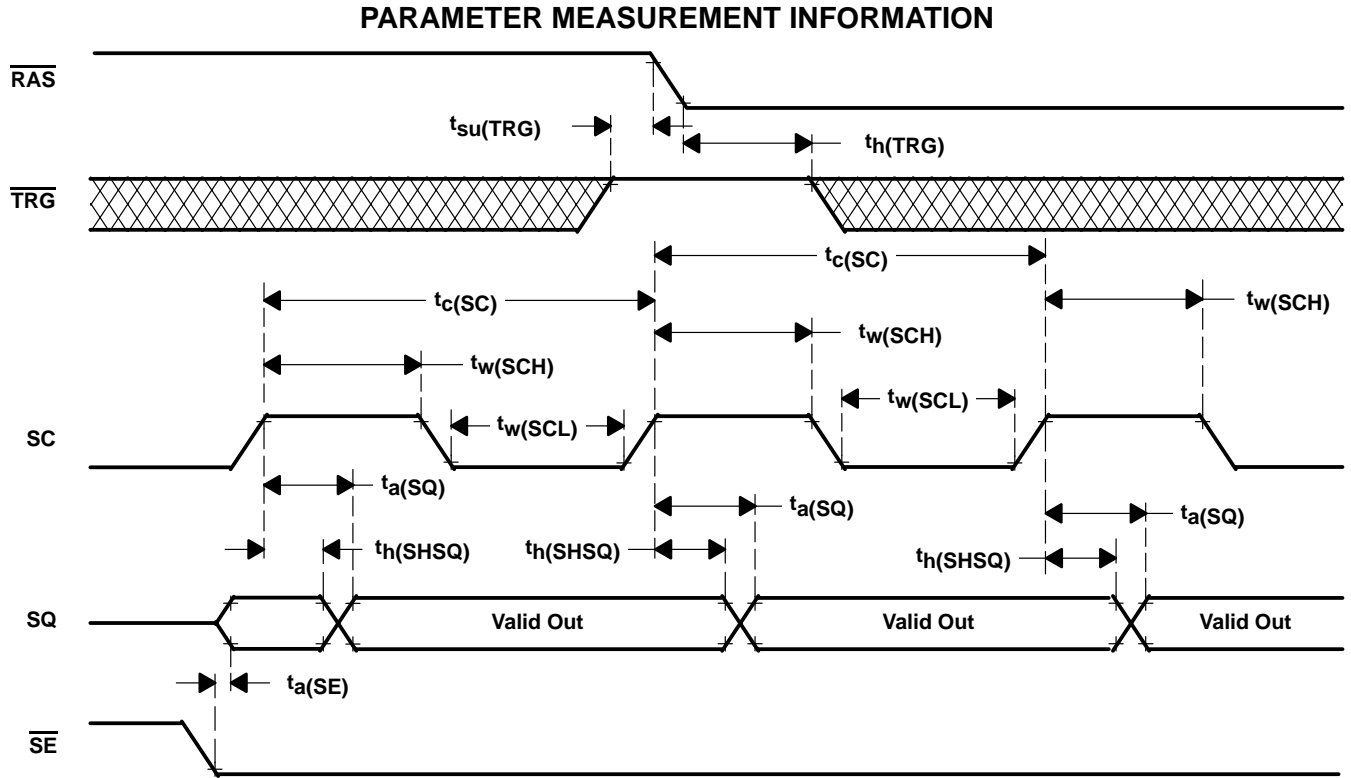 PARAMETER MEASUREMENT INFORMATION
RAS
tsu(TRG)
th(TRG)
TRG
tc(SC)
tc(SC)
tw(SCH)
tw(SCH)
tw(SCH)
tw(SCL)
tw(SCL)
SC
ta(SQ)
ta(SQ)
ta(SQ)
th(SHSQ)
th(SHSQ)
th(SHSQ)
SQ
Valid Out
Valid Out
Valid Out
ta(SE)
SE